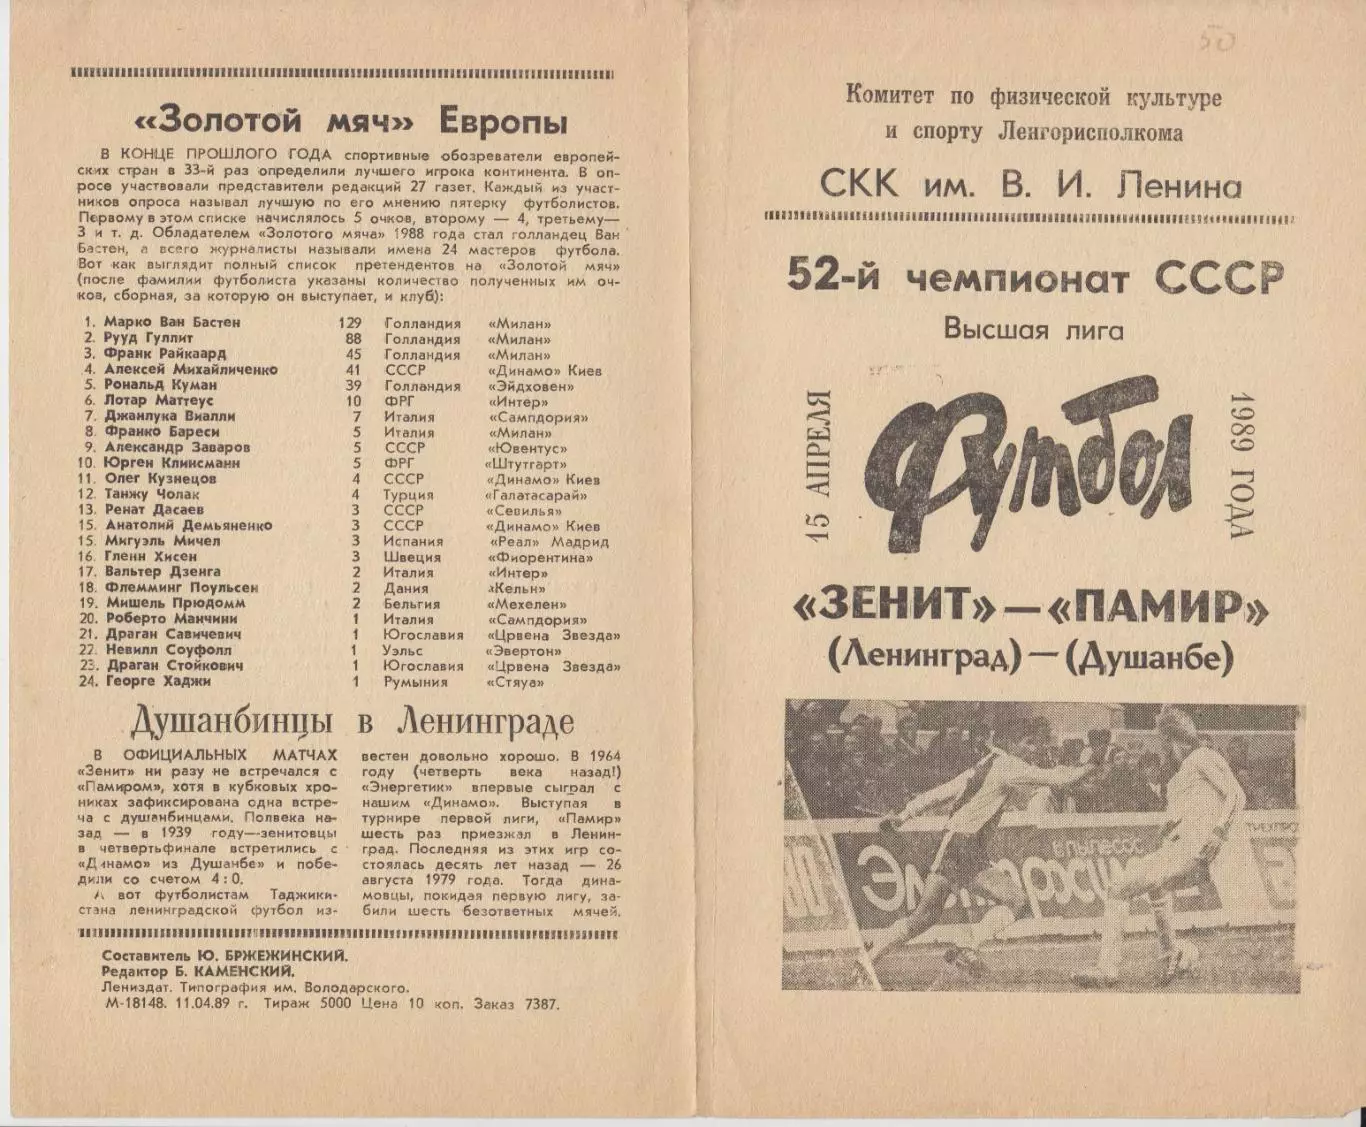 «Золотой мяч» Европы
В КОНЦЕ ПРОШЛОГО ГОДА спортивные обозреватели европей-
ских стран в 33-й раз определили лучшего игрока континента. В оп-
росе участвовали представители редакций 27 газет. Каждый из участ-
ников опроса называл лучшую по его мнению пятерку футболистов.
Первому в этом списке начислялось 5 очков, второму — 4, третьему—
3 и т. д. Обладателем «Золотого мяча» 1988 года стал голландец Ван
Бастен, а всего журналисты называли имена 24 мастеров футбола.
Вот как выглядит полный список претендентов на «Золотой мяч»
(после фамилии футболиста указаны количество полученных им оч-
ков, сборная, за которую он выступает, и клуб):
1. Марко Ван Бастен 129 Голландия «Милан»
2. Рууд Гуллит 88 Голландия «Милан»
3. Франк Райкаард 45 Голландия «Милан»
4. Алексей Михайличенко 41 СССР «Динамо» Киев
5. Рональд Куман 39 Голландия «Эйдховен»
6. Лотар Маттеус 10 ФРГ «Интер»
7. Джанлука Виалли 7 Италия «Сампдория»
8. Франко Барези 5 Италия «Милан»
9. Александр Заваров 5 СССР «Ювентус»
10. Юрген Клинсманн 5 ФРГ «Штутгарт»
11. Олег Кузнецов 4 СССР «Динамо» Киев
12. Танжу Чолак 4 Турция «Галатасарай»
13. Ренат Дасаев 3 СССР «Севилья»
15. Анатолий Демьяненко 3 СССР «Динамо» Киев
15. Мигуэль Мичел 3 Испания «Реал» Мадрид
16. Гленн Хисен 3 Швеция «Фиорентина»
17. Вальтер Дзенга 2 Италия «Интер»
18. Флемминг Поульсен 2 Дания «Кельн»
19. Мишель Прюдомм 2 Бельгия «Мехелен»
20. Роберто Манчини 1 Италия «Сампдория»
21. Драган Савичевич 1 Югославия «Црвена Звезда»
22. Невилл Соуфолл 1 Уэльс «Эвертон»
23. Драган Стойкович 1 Югославия «Црвена Звезда»
24. Георге Хаджи 1 Румыния «Стяуа»
Душанбинцы в Ленинграде
В ОФИЦИАЛЬНЫХ МАТЧАХ
«Зенит» ни разу не встречался с
«Памиром», хотя в кубковых хро-
никах зафиксирована одна встре-
ча с душанбинцами. Полвека на-
зад — в 1939 году—зенитовцы
в четвертьфинале встретились с
«Динамо» из Душанбе» и побе-
дили со счетом 4:0.
А вот футболистам Таджики-
стана ленинградской футбол из-
вестен довольно хорошо. В 1964
году (четверть века назад!)
«Энергетик» впервые сыграл с
нашим «Динамо». Выступая в
турнире первой лиги, «Памир»
шесть раз приезжал в Ленин-
град. Последняя из этих игр со-
стоялась десять лет назад — 26
августа 1979 года. Тогда дина-
мовцы, покидая первую лигу, за-
били шесть безответных мячей.
Составитель Ю. БРЖЕЖИНСКИЙ.
Редактор Б. КАМЕНСКИЙ.
Лениздат. Типография им. Володарского.
М-18148. 11.04.89 г. Тираж 5000 Цена 10 коп. Заказ 7387.
50
Комитет по физической культуре
и спорту Ленгорисполкома
СКК им. В. И. Ленина
52-й чемпионат СССР
Высшая лига
15 АПРЕЛЯ
Футбол
1989 ГОДА
«ЗЕНИТ»—«ПАМИР»
(Ленинград)—(Душанбе)